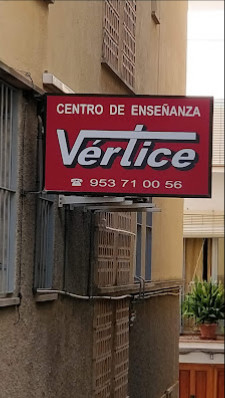 CENTRO DE ENSEÑANZA
Vértice
☎ 953 71 00 56